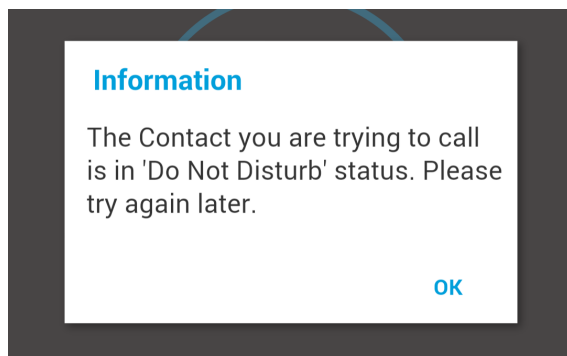 Information
The Contact you are trying to call
is in 'Do Not Disturb' status. Please
try again later.
OK